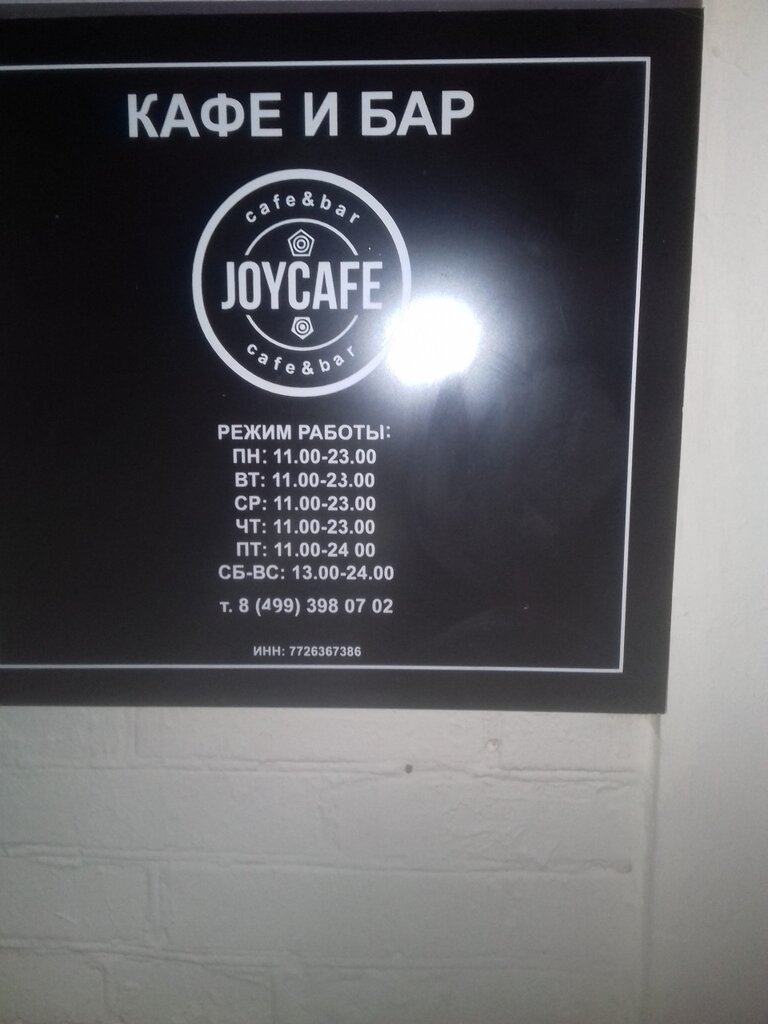 КАФЕ И БАР
cafe&bar
JOYCAFE
cafe&bar
РЕЖИМ РАБОТЫ:
ПН: 11.00-23.00
ВТ: 11.00-23.00
СР: 11.00-23.00
ЧТ: 11.00-23.00
ПТ: 11.00-24 00
СБ-ВС: 13.00-24.00
т. 8 (499) 398 07 02
ИНН: 7726367386